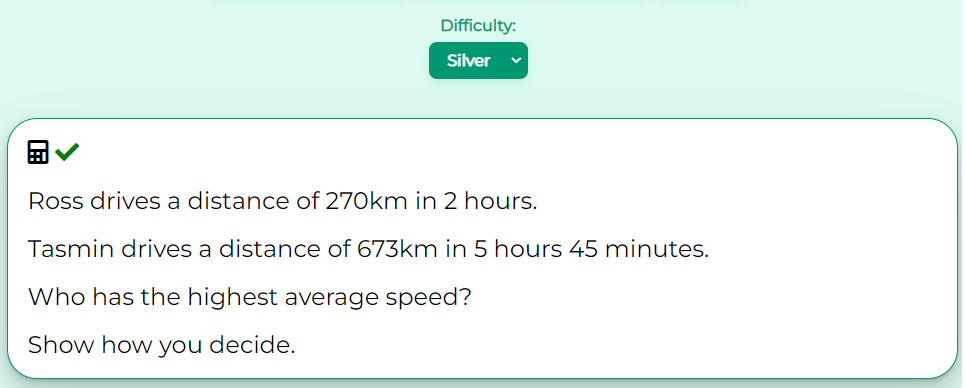 Difficulty:
Silver
Ross drives a distance of 270km in 2 hours.
Tasmin drives a distance of 673km in 5 hours 45 minutes.
Who has the highest average speed?
Show how you decide.